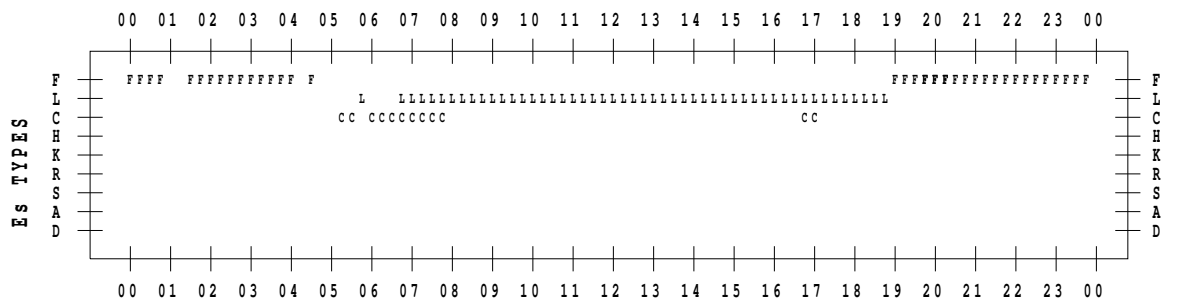 00 01 02 03 04 05 06 07 08 09 10 11 12 13 14 15 16 17 18 19 20 21 22 23 00
F FFFF FFFFFFFFFFF F FFFFFFFFFFFFFFFFFFFF F
L L LLLLLLLLLLLLLLLLLLLLLLLLLLLLLLLLLLLLLLLLLLLLLLLLL L
C CC CCCCCCCC CC C
H H
K K
R R
S S
A A
D D
Es TYPES
00 01 02 03 04 05 06 07 08 09 10 11 12 13 14 15 16 17 18 19 20 21 22 23 00